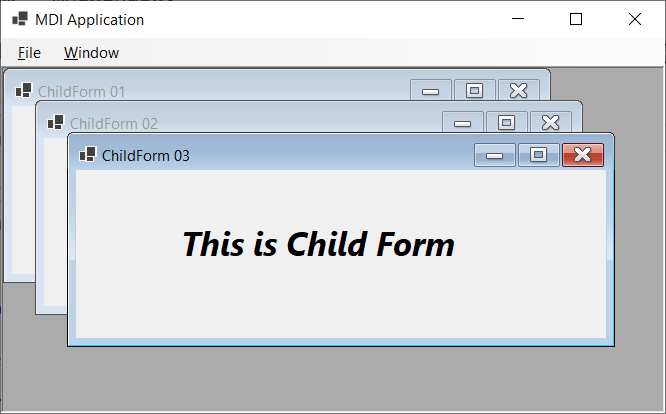 MDI Application
File Window
ChildForm 01
ChildForm 02
ChildForm 03
This is Child Form